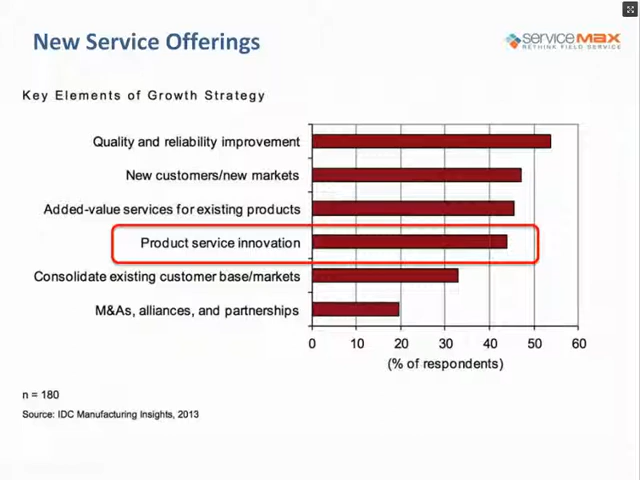 New Service Offerings
serviceMAX
RETHINK FIELD SERVICE
Key Elements of Growth Strategy
Quality and reliability improvement
New customers/new markets
Added-value services for existing products
Product service innovation
Consolidate existing customer base/markets
M&As, alliances, and partnerships
0 10 20 30 40 50 60
(% of respondents)
n = 180
Source: IDC Manufacturing Insights, 2013